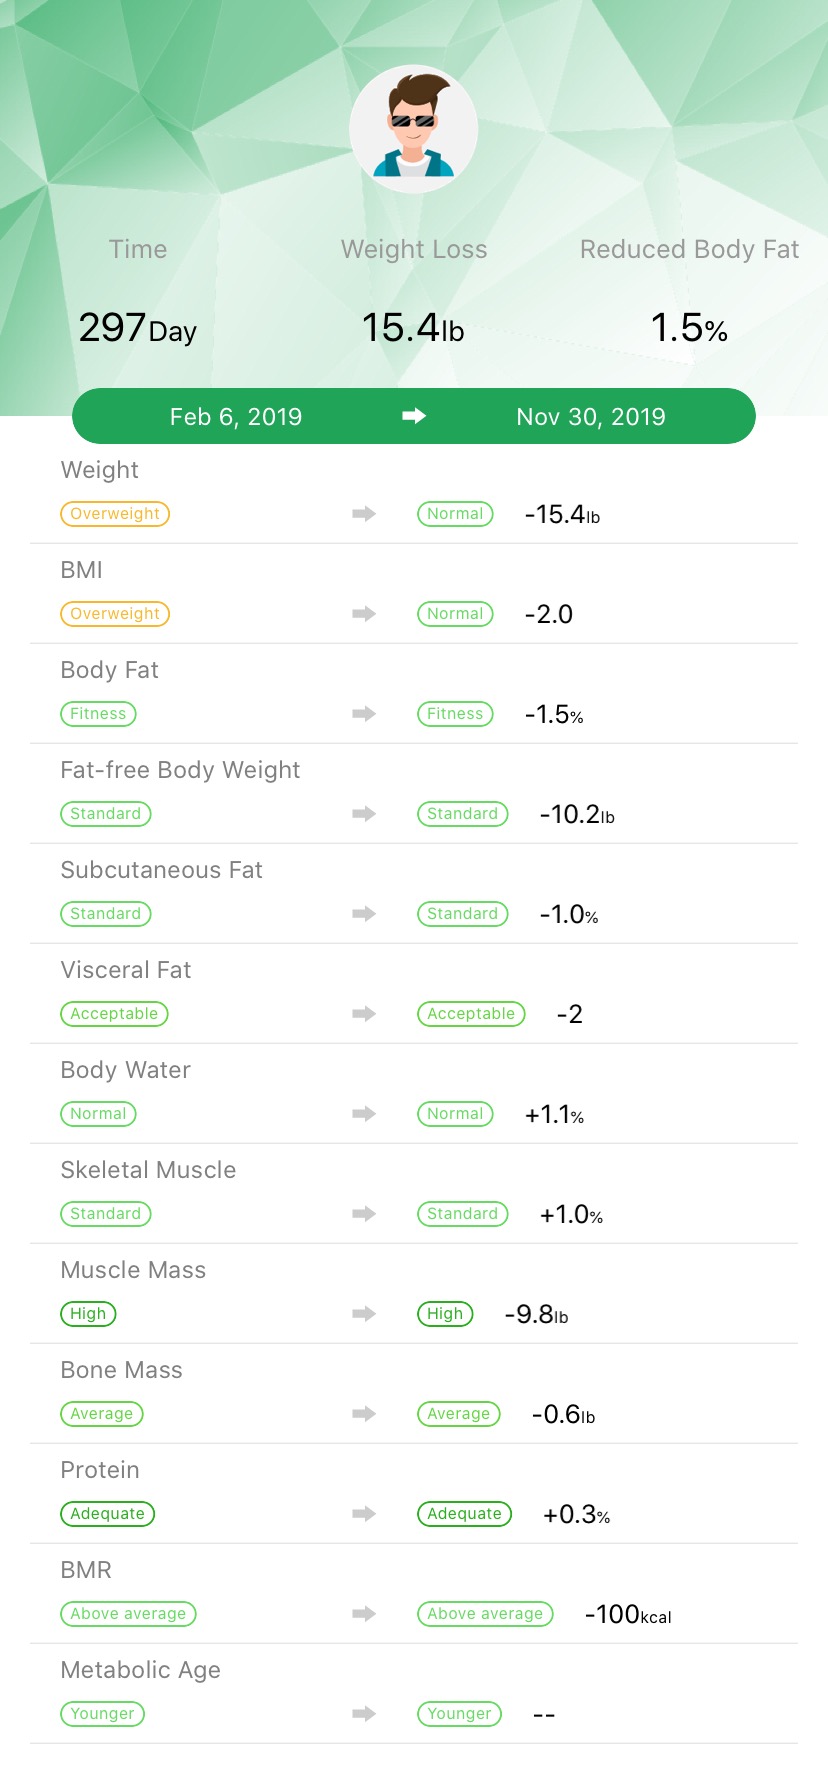 Time Weight Loss Reduced Body Fat
297Day 15.4lb 1.5%
Feb 6, 2019 Nov 30, 2019
Weight
Overweight Normal -15.4lb
BMI
Overweight Normal -2.0
Body Fat
Fitness Fitness -1.5%
Fat-free Body Weight
Standard Standard -10.2lb
Subcutaneous Fat
Standard Standard -1.0%
Visceral Fat
Acceptable Acceptable -2
Body Water
Normal Normal +1.1%
Skeletal Muscle
Standard Standard +1.0%
Muscle Mass
High High -9.8lb
Bone Mass
Average Average -0.6lb
Protein
Adequate Adequate +0.3%
BMR
Above average Above average -100kcal
Metabolic Age
Younger Younger --